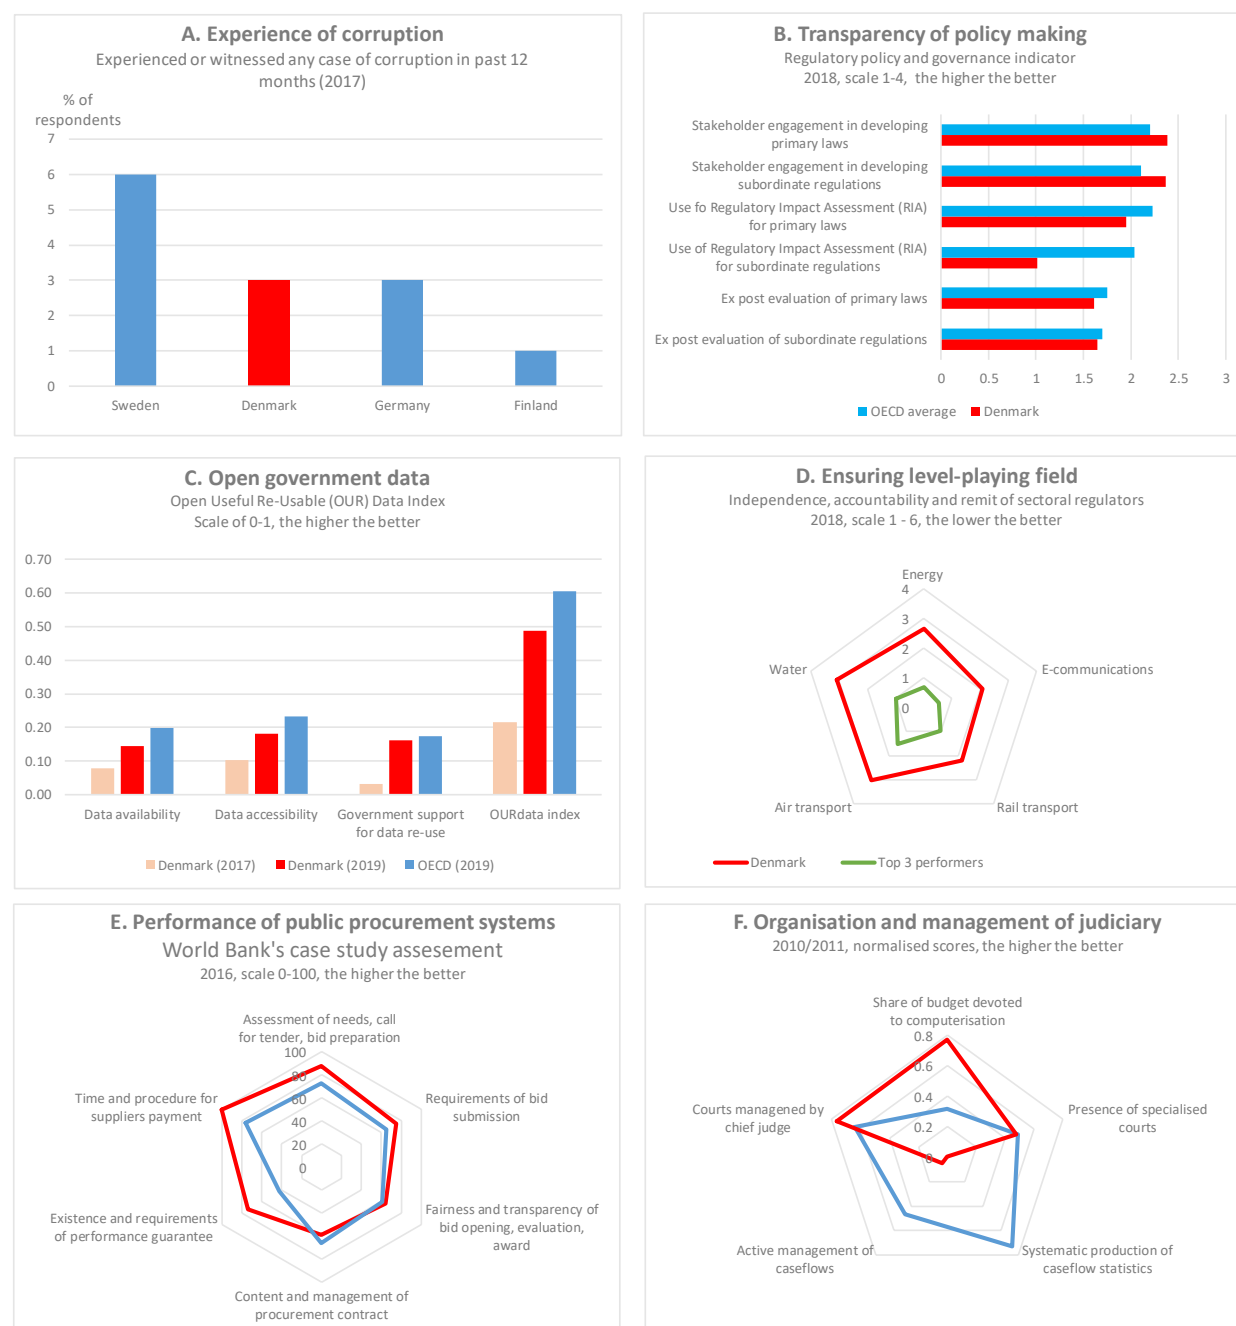 A. Experience of corruption
Experienced or witnessed any case of corruption in past 12
months (2017)
% of
respondents
7
6
5
4
3
2
1
0
Sweden
Denmark
Germany
Finland
B. Transparency of policy making
Regulatory policy and governance indicator
2018, scale 1-4, the higher the better
Stakeholder engagement in developing
primary laws
Stakeholder engagement in developing
subordinate regulations
Use fo Regulatory Impact Assessment (RIA)
for primary laws
Use of Regulatory Impact Assessment (RIA)
for subordinate regulations
Ex post evaluation of primary laws
Ex post evaluation of subordinate regulations
0 0.5 1 1.5 2 2.5 3
OECD average Denmark
C. Open government data
Open Useful Re-Usable (OUR) Data Index
Scale of 0-1, the higher the better
0.70
0.60
0.50
0.40
0.30
0.20
0.10
0.00
Data availability
Data accessibility
Government support
for data re-use
OURdata index
Denmark (2017) Denmark (2019) OECD (2019)
D. Ensuring level-playing field
Independence, accountability and remit of sectoral regulators
2018, scale 1 - 6, the lower the better
Energy
4
3
2
1
0
Water
E-communications
Air transport
Rail transport
Denmark Top 3 performers
E. Performance of public procurement systems
World Bank's case study assesement
2016, scale 0-100, the higher the better
Assessment of needs, call
for tender, bid preparation
100
80
60
40
20
0
Time and procedure for
suppliers payment
Requirements of bid
submission
Existence and requirements
of performance guarantee
Fairness and transparency of
bid opening, evaluation,
award
Content and management of
procurement contract
F. Organisation and management of judiciary
2010/2011, normalised scores, the higher the better
Share of budget devoted
to computerisation
0.8
0.6
0.4
0.2
0
Courts managened by
chief judge
Presence of specialised
courts
Active management of
caseflows
Systematic production of
caseflow statistics